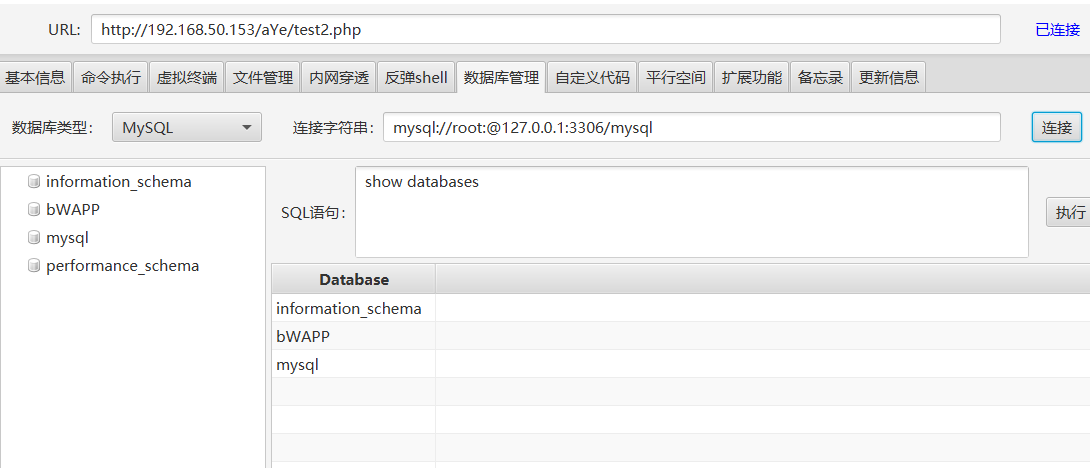 URL: http://192.168.50.153/aYe/test2.php 已连接
基本信息 命令执行 虚拟终端 文件管理 内网穿透 反弹shell 数据库管理 自定义代码 平行空间 扩展功能 备忘录 更新信息
数据库类型: MySQL 连接字符串: mysql://root:@127.0.0.1:3306/mysql 连接
information_schema
bWAPP
mysql
performance_schema
show databases
SQL语句: 执行
Database
information_schema
bWAPP
mysql